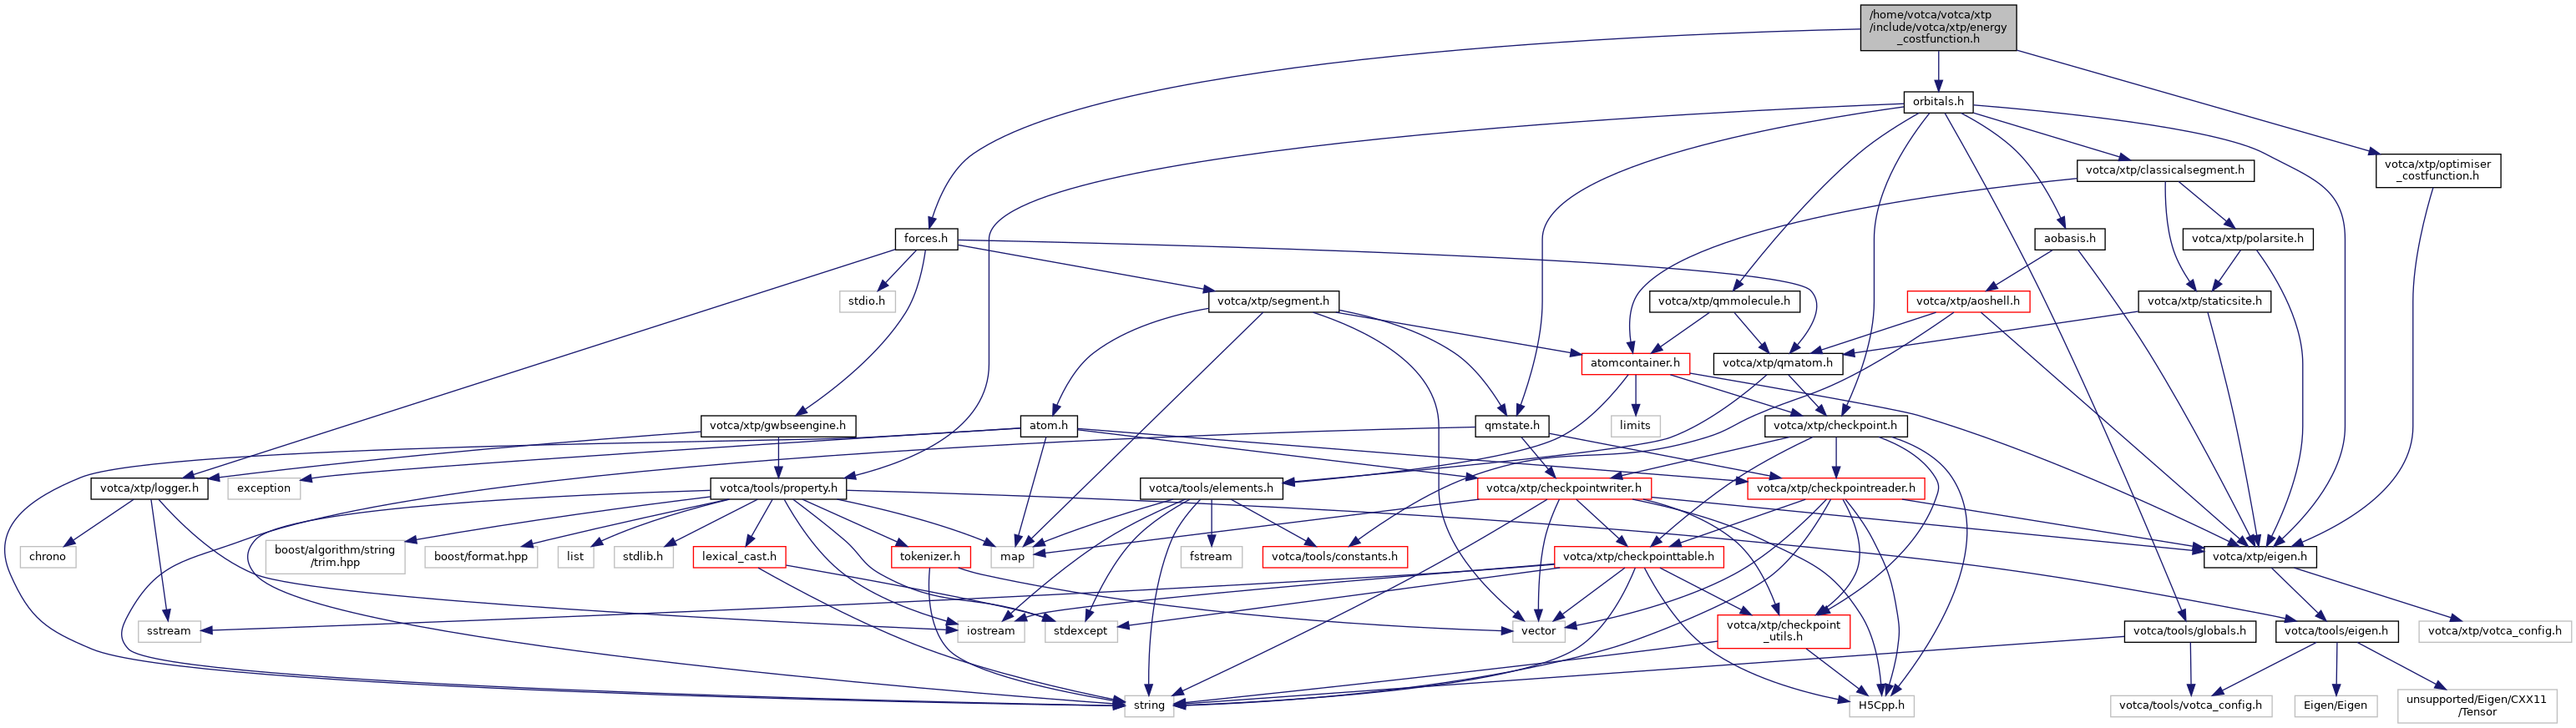 /home/votca/votca/xtp
/include/votca/xtp/energy
_costfunction.h
orbitals.h
votca/xtp/classicalsegment.h
votca/xtp/optimiser
_costfunction.h
forces.h
aobasis.h
votca/xtp/polarsite.h
stdio.h
votca/xtp/segment.h
votca/xtp/qmmolecule.h
votca/xtp/aoshell.h
votca/xtp/staticsite.h
atomcontainer.h
votca/xtp/qmatom.h
votca/xtp/gwbseengine.h
atom.h
qmstate.h
limits
votca/xtp/checkpoint.h
votca/xtp/logger.h
exception
votca/tools/property.h
votca/tools/elements.h
votca/xtp/checkpointwriter.h
votca/xtp/checkpointreader.h
chrono
boost/algorithm/string
/trim.hpp
boost/format.hpp
list
stdlib.h
lexical_cast.h
tokenizer.h
map
fstream
votca/tools/constants.h
votca/xtp/checkpointtable.h
votca/xtp/eigen.h
sstream
iostream
stdexcept
vector
votca/xtp/checkpoint
_utils.h
votca/tools/globals.h
votca/tools/eigen.h
votca/xtp/votca_config.h
string
H5Cpp.h
votca/tools/votca_config.h
Eigen/Eigen
unsupported/Eigen/CXX11
/Tensor